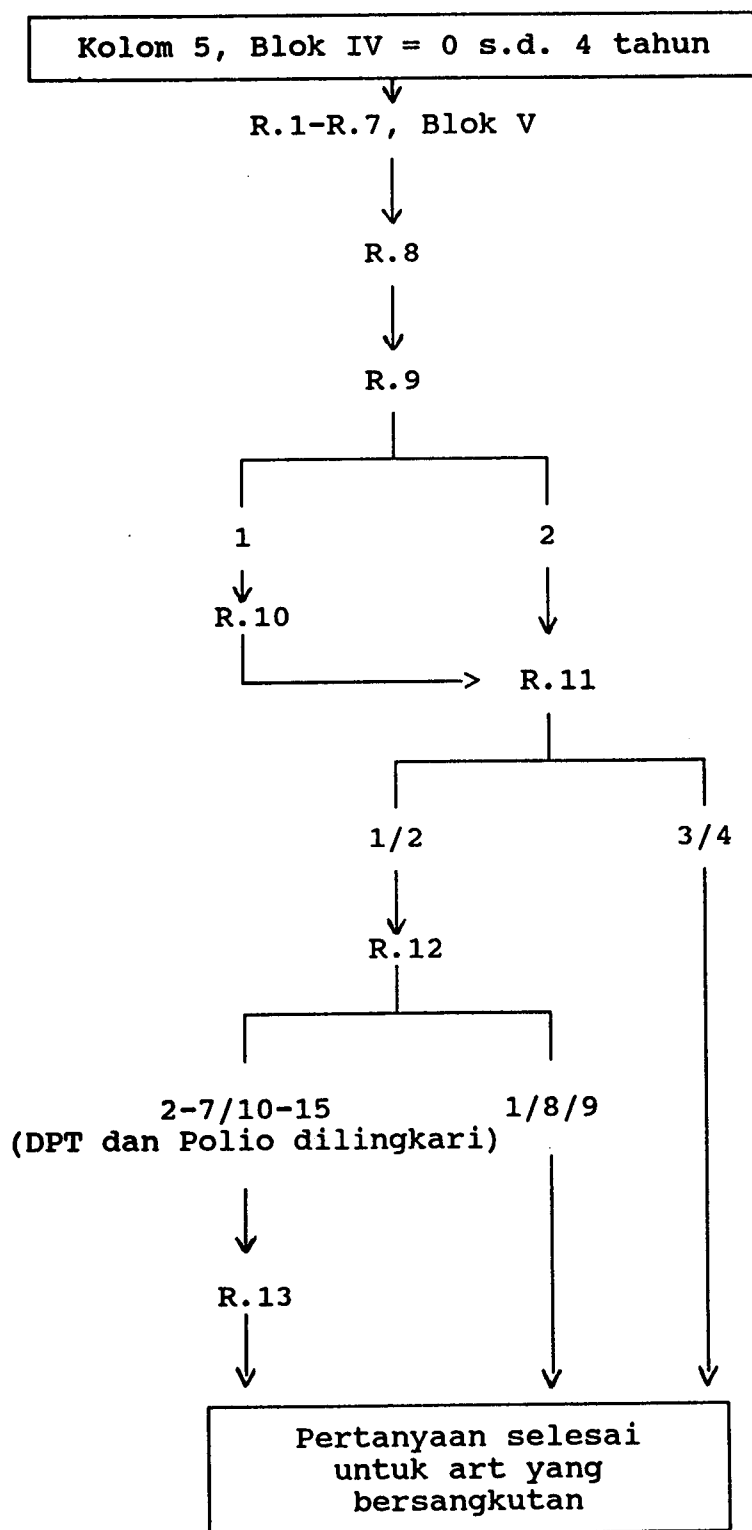 Kolom 5, Blok IV = 0 s.d. 4 tahun
R.1-R.7, Blok V
R.8
R.9
1 2
R.10
R.11
1/2 3/4
R.12
2-7/10-15 1/8/9
(DPT dan Polio dilingkari)
R.13
Pertanyaan selesai
untuk art yang
bersangkutan